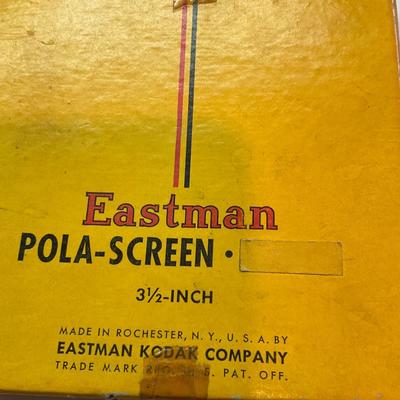 Eastman
POLA-SCREEN •
3½-INCH
MADE IN ROCHESTER, N. Y., U. S. A. BY
EASTMAN KODAK COMPANY
TRADE MARK S. PAT. OFF.